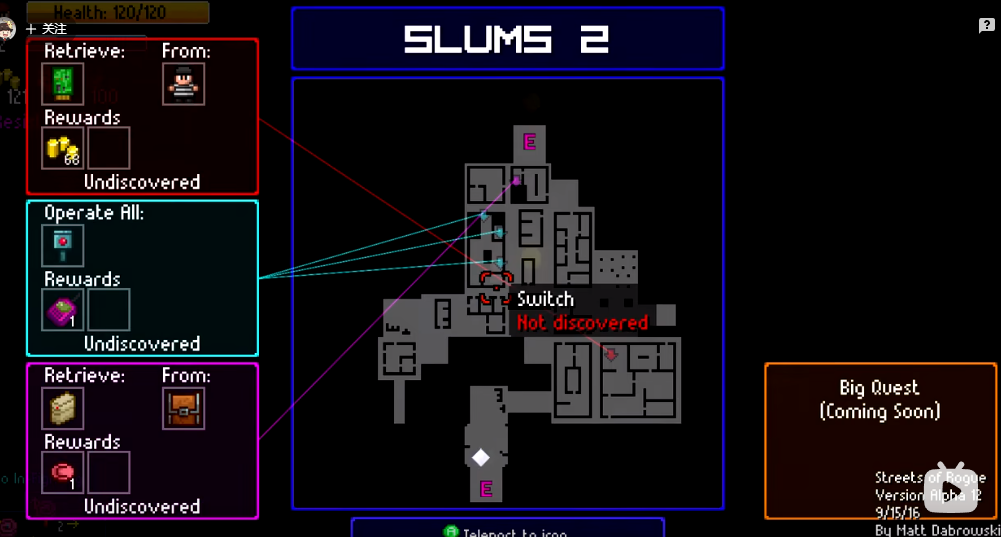 Health: 120/120
+ 关注
SLUMS 2
Retrieve: From:
Rewards
68
Undiscovered
Operate All:
Rewards
1
Undiscovered
Retrieve: From:
Rewards
1
Undiscovered
E
Switch
Not discovered
E
Big Quest
(Coming Soon)
Streets of Rogue
Version Alpha 12
9/15/16
By Matt Dabrowski
Teleport to icon
?